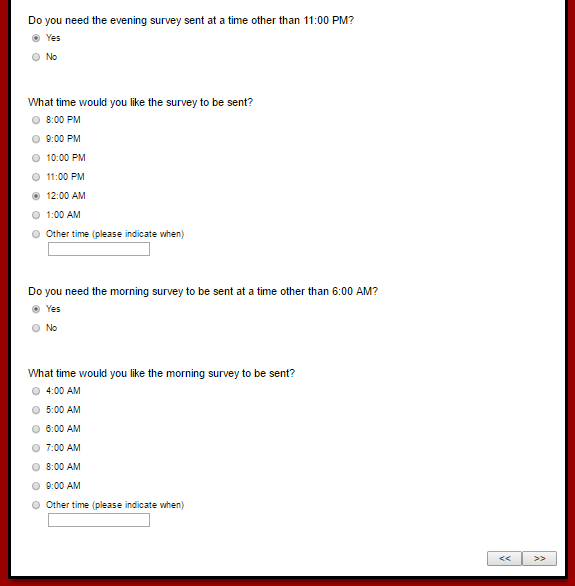 Do you need the evening survey sent at a time other than 11:00 PM?
Yes
No
What time would you like the survey to be sent?
8:00 PM
9:00 PM
10:00 PM
11:00 PM
12:00 AM
1:00 AM
Other time (please indicate when)
Do you need the morning survey to be sent at a time other than 6:00 AM?
Yes
No
What time would you like the morning survey to be sent?
4:00 AM
5:00 AM
6:00 AM
7:00 AM
8:00 AM
9:00 AM
Other time (please indicate when)
<< >>